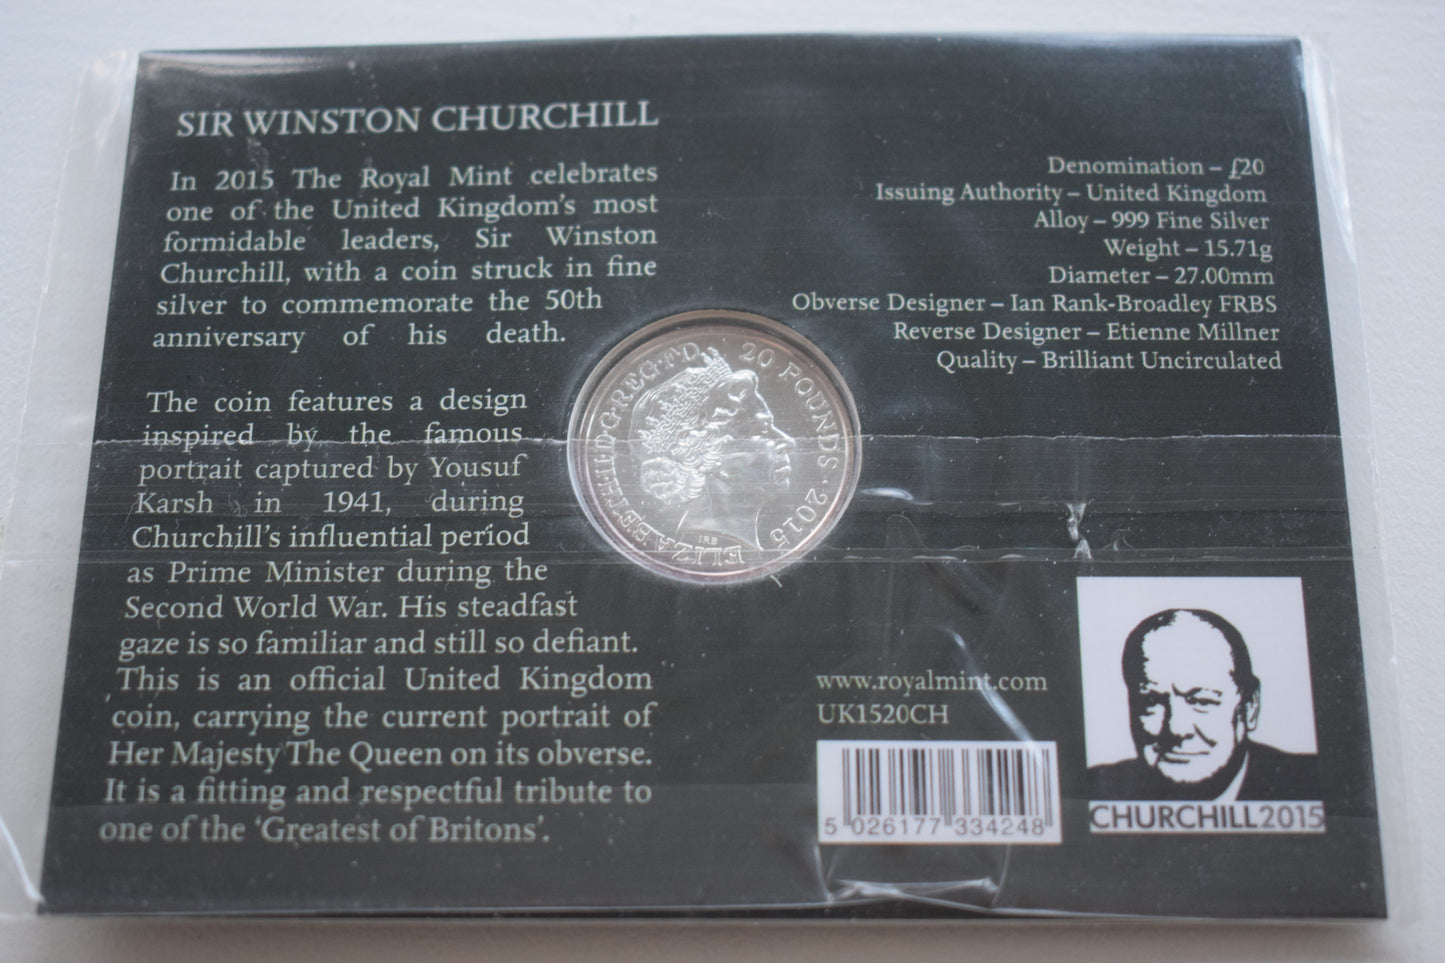 SIR WINSTON CHURCHILL
In 2015 The Royal Mint celebrates
one of the United Kingdom's most
formidable leaders, Sir Winston
Churchill, with a coin struck in fine
silver to commemorate the 50th
anniversary of his death.
The coin features a design
inspired by the famous
portrait captured by Yousuf
Karsh in 1941, during
Churchill's influential period
as Prime Minister during the
Second World War. His steadfast
gaze is so familiar and still so defiant.
This is an official United Kingdom
coin, carrying the current portrait of
Her Majesty The Queen on its obverse.
It is a fitting and respectful tribute to
one of the 'Greatest of Britons'.
Denomination – £20
Issuing Authority – United Kingdom
Alloy – 999 Fine Silver
Weight – 15.71g
Diameter – 27.00mm
Obverse Designer – Ian Rank-Broadley FRBS
Reverse Designer – Etienne Millner
Quality – Brilliant Uncirculated
ELIZABETH·II·D·G·REG·F·D 20 POUNDS·2015
IRB
www.royalmint.com
UK1520CH
5 026177 334248
CHURCHILL2015